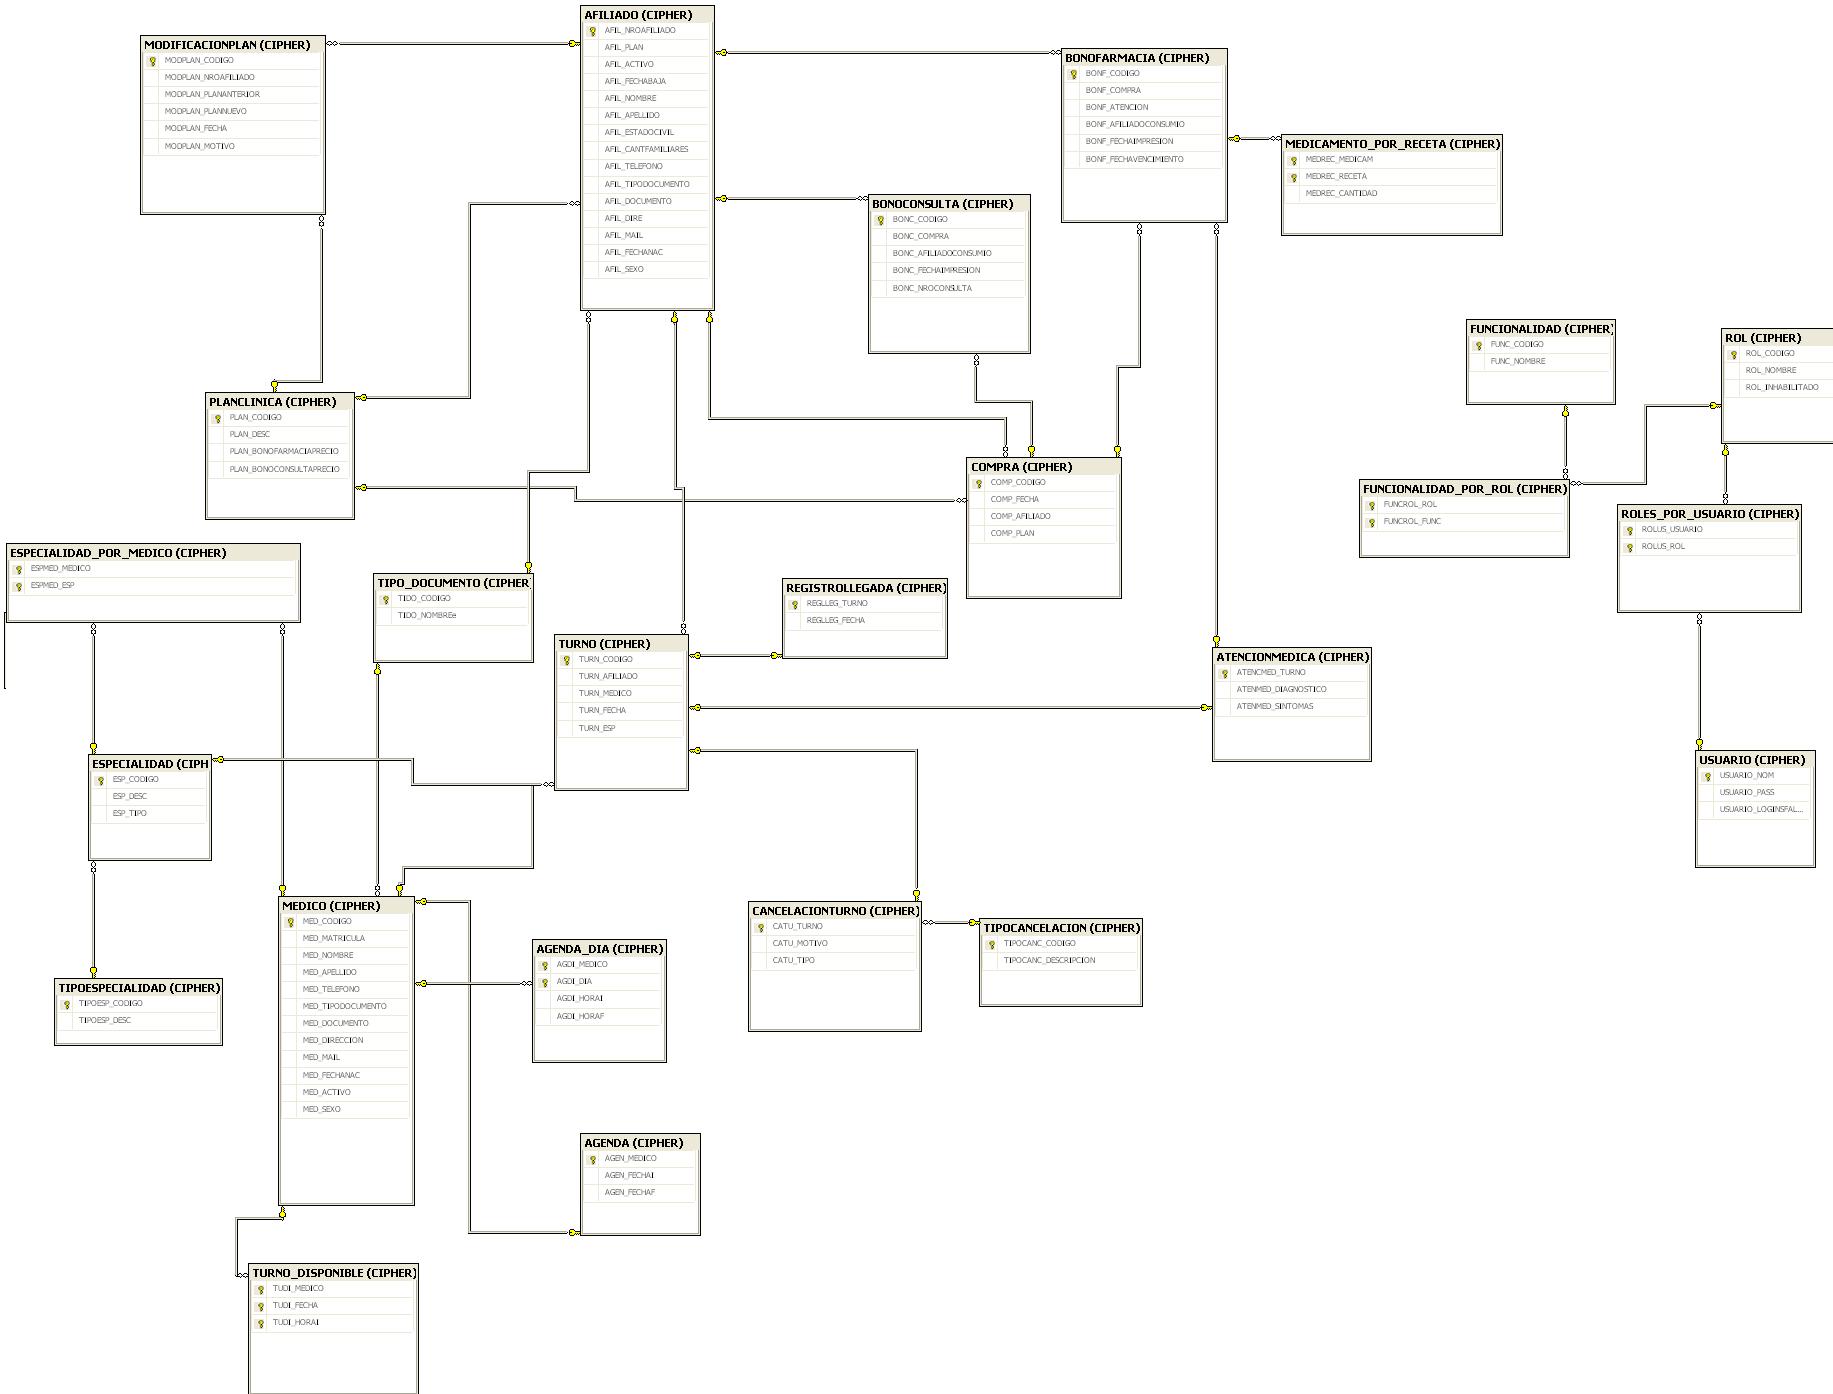 AFILIADO (CIPHER)
AFIL_NROAFILIADO
AFIL_PLAN
AFIL_ACTIVO
AFIL_FECHABAJA
AFIL_NOMBRE
AFIL_APELLIDO
AFIL_ESTADOCIVIL
AFIL_CANTFAMILIARES
AFIL_TELEFONO
AFIL_TIPODOCUMENTO
AFIL_DOCUMENTO
AFIL_DIRE
AFIL_MAIL
AFIL_FECHANAC
AFIL_SEXO
MODIFICACIONPLAN (CIPHER)
MODPLAN_CODIGO
MODPLAN_NROAFILIADO
MODPLAN_PLANANTERIOR
MODPLAN_PLANNUEVO
MODPLAN_FECHA
MODPLAN_MOTIVO
BONOFARMACIA (CIPHER)
BONF_CODIGO
BONF_COMPRA
BONF_ATENCION
BONF_AFILIADOCONSUMIO
BONF_FECHAIMPRESION
BONF_FECHAVENCIMIENTO
MEDICAMENTO_POR_RECETA (CIPHER)
MEDREC_MEDICAM
MEDREC_RECETA
MEDREC_CANTIDAD
BONOCONSULTA (CIPHER)
BONC_CODIGO
BONC_COMPRA
BONC_AFILIADOCONSUMIO
BONC_FECHAIMPRESION
BONC_NROCONSULTA
FUNCIONALIDAD (CIPHER)
FUNC_CODIGO
FUNC_NOMBRE
ROL (CIPHER)
ROL_CODIGO
ROL_NOMBRE
ROL_INHABILITADO
PLANCLINICA (CIPHER)
PLAN_CODIGO
PLAN_DESC
PLAN_BONOFARMACIAPRECIO
PLAN_BONOCONSULTAPRECIO
COMPRA (CIPHER)
COMP_CODIGO
COMP_FECHA
COMP_AFILIADO
COMP_PLAN
FUNCIONALIDAD_POR_ROL (CIPHER)
FUNCROL_ROL
FUNCROL_FUNC
ROLES_POR_USUARIO (CIPHER)
ROLUS_USUARIO
ROLUS_ROL
ESPECIALIDAD_POR_MEDICO (CIPHER)
ESPMED_MEDICO
ESPMED_ESP
TIPO_DOCUMENTO (CIPHER)
TIDO_CODIGO
TIDO_NOMBREe
REGISTROLLEGADA (CIPHER)
REGLLEG_TURNO
REGLLEG_FECHA
TURNO (CIPHER)
TURN_CODIGO
TURN_AFILIADO
TURN_MEDICO
TURN_FECHA
TURN_ESP
ATENCIONMEDICA (CIPHER)
ATENCMED_TURNO
ATENMED_DIAGNOSTICO
ATENMED_SINTOMAS
ESPECIALIDAD (CIPH
ESP_CODIGO
ESP_DESC
ESP_TIPO
USUARIO (CIPHER)
USUARIO_NOM
USUARIO_PASS
USUARIO_LOGINSFAL...
MEDICO (CIPHER)
MED_CODIGO
MED_MATRICULA
MED_NOMBRE
MED_APELLIDO
MED_TELEFONO
MED_TIPODOCUMENTO
MED_DOCUMENTO
MED_DIRECCION
MED_MAIL
MED_FECHANAC
MED_ACTIVO
MED_SEXO
CANCELACIONTURNO (CIPHER)
CATU_TURNO
CATU_MOTIVO
CATU_TIPO
TIPOCANCELACION (CIPHER)
TIPOCANC_CODIGO
TIPOCANC_DESCRIPCION
AGENDA_DIA (CIPHER)
AGDI_MEDICO
AGDI_DIA
AGDI_HORAI
AGDI_HORAF
TIPOESPECIALIDAD (CIPHER)
TIPOESP_CODIGO
TIPOESP_DESC
AGENDA (CIPHER)
AGEN_MEDICO
AGEN_FECHAI
AGEN_FECHAF
TURNO_DISPONIBLE (CIPHER)
TUDI_MEDICO
TUDI_FECHA
TUDI_HORAI